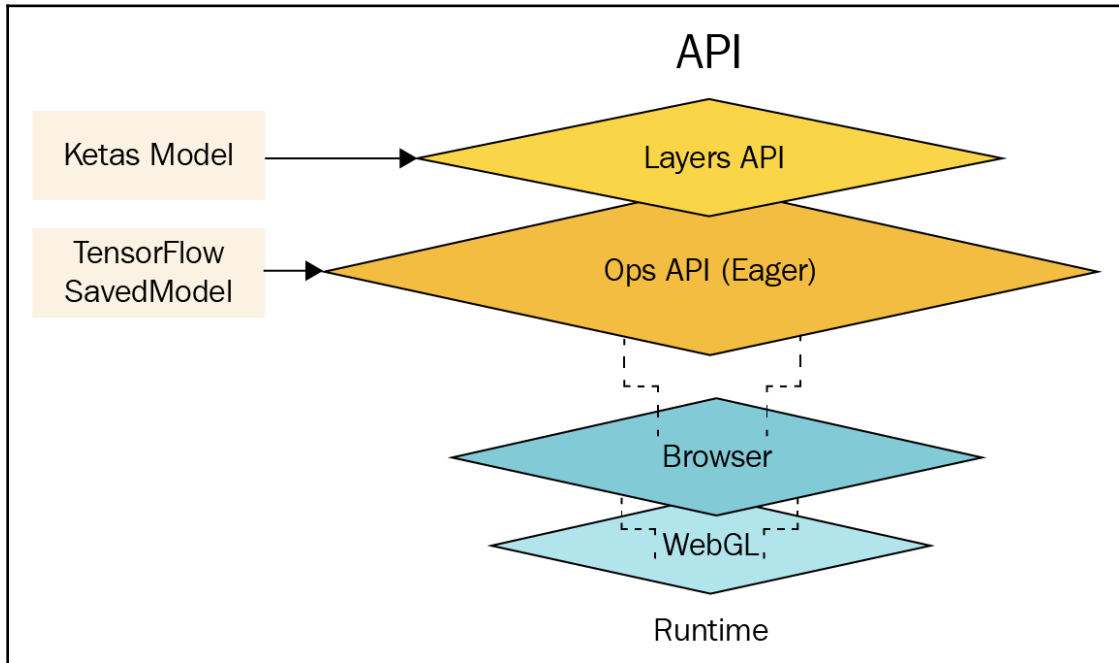 API
Ketas Model
Layers API
TensorFlow
SavedModel
Ops API (Eager)
Browser
WebGL
Runtime